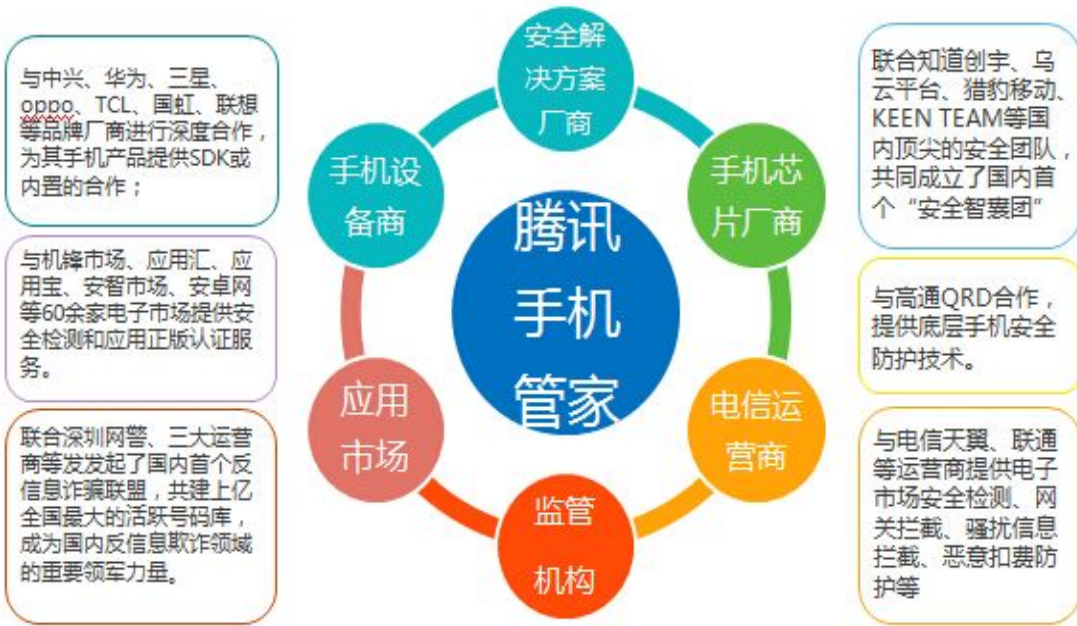 与中兴、华为、三星、
oppo、TCL、国虹、联想
等品牌厂商进行深度合作，
为其手机产品提供SDK或
内置的合作；
与机锋市场、应用汇、应
用宝、安智市场、安卓网
等60余家电子市场提供安
全检测和应用正版认证服
务。
联合深圳网警、三大运营
商等发发起了国内首个反
信息诈骗联盟，共建上亿
全国最大的活跃号码库，
成为国内反信息欺诈领域
的重要领军力量。
安全解
决方案
厂商
手机设
备商
手机芯
片厂商
腾讯
手机
管家
应用
市场
电信运
营商
监管
机构
联合知道创宇、乌
云平台、猎豹移动、
KEEN TEAM等国
内顶尖的安全团队，
共同成立了国内首
个“安全智囊团”
与高通QRD合作，
提供底层手机安全
防护技术。
与电信天翼、联通
等运营商提供电子
市场安全检测、网
关拦截、骚扰信息
拦截、恶意扣费防
护等